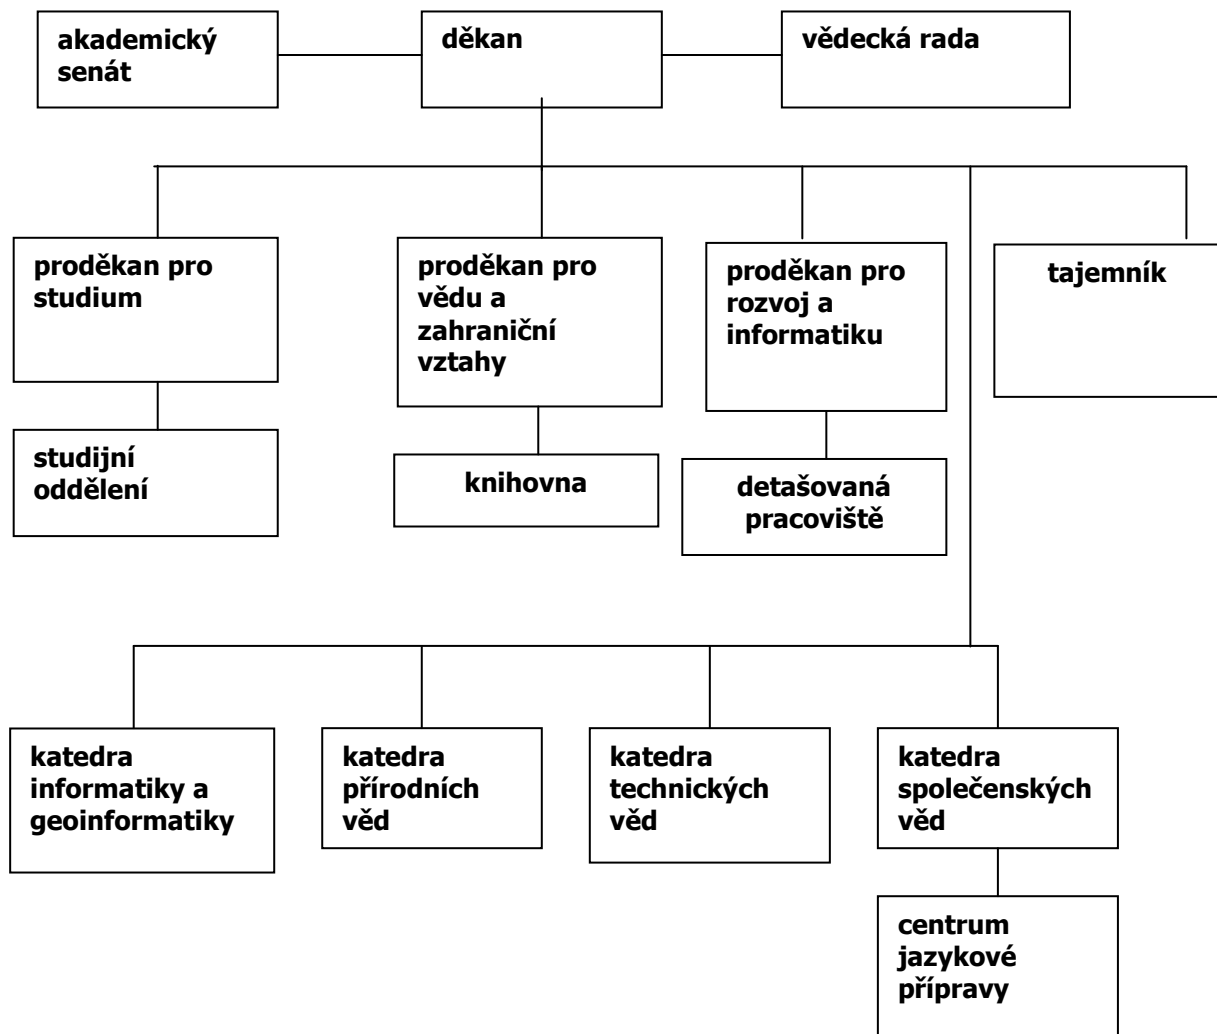 akademický
senát
děkan
vědecká rada
proděkan pro
studium
proděkan pro
vědu a
zahraniční
vztahy
proděkan pro
rozvoj a
informatiku
tajemník
studijní
oddělení
knihovna
detašovaná
pracoviště
katedra
informatiky a
geoinformatiky
katedra
přírodních
věd
katedra
technických
věd
katedra
společenských
věd
centrum
jazykové
přípravy